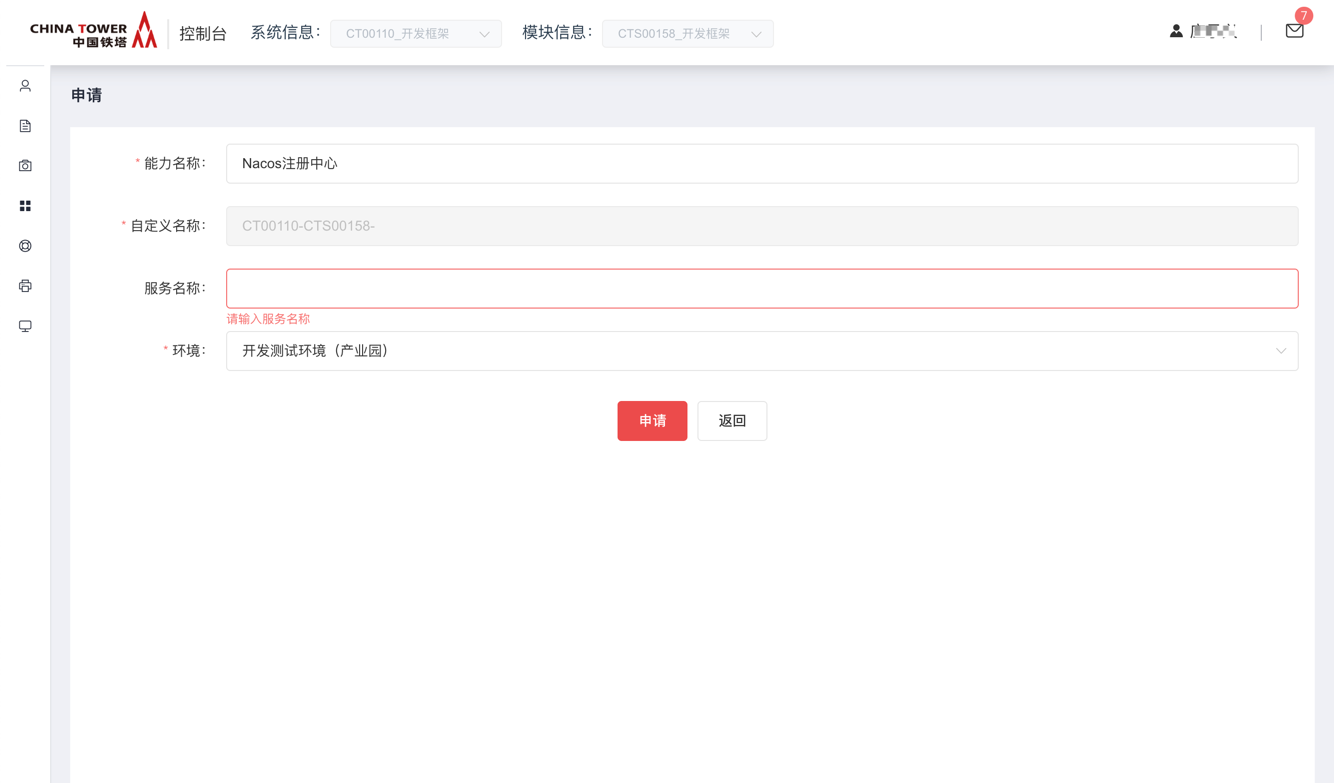 CHINA TOWER
中国铁塔
控制台
系统信息：
CT00110_开发框架
模块信息：
CTS00158_开发框架
7
申请
* 能力名称：
Nacos注册中心
* 自定义名称：
CT00110-CTS00158-
服务名称：
请输入服务名称
* 环境：
开发测试环境（产业园）
申请
返回